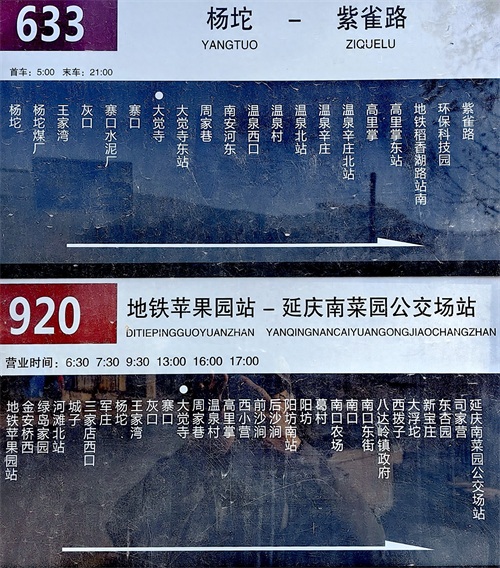 633
杨坨 – 紫雀路
YANGTUO ZIQUELU
首车：5:00 末车：21:00
杨坨
杨坨煤厂
王家湾
灰口
寨口水泥厂
寨口
大觉寺
大觉寺东站
周家巷
南安河东
温泉西口
温泉村
温泉北站
温泉辛庄
温泉辛庄北站
高里掌
高里掌东站
地铁稻香湖路站南
环保科技园
紫雀路
920
地铁苹果园站 – 延庆南菜园公交场站
DITIEPINGGUOYUANZHAN YANQINGNANCAIYUANGONGJIAOCHANGZHAN
营业时间：6:30 7:30 9:30 13:00 16:00 17:00
地铁苹果园站
金安桥西
绿岛家园
河滩北站
城子
三家店西口
军庄
杨坨
王家湾
灰口
寨口
大觉寺
周家巷
温泉村
高里掌
西小营
前沙涧
后沙涧
阳坊南站
阳坊
葛村
南口农场
南口
南口东街
八达岭镇政府
西拨子
大浮坨
新宝庄
东杏园
司家营
延庆南菜园公交场站